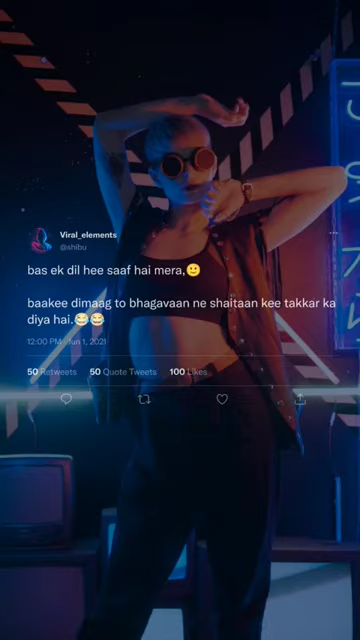 Viral_elements
@shibu
bas ek dil hee saaf hai mera,🙂
baakee dimaag to bhagavaan ne shaitaan kee takkar ka
diya hai.😂😂
12:00 PM · Jun 1, 2021
50 Retweets 50 Quote Tweets 100 Likes